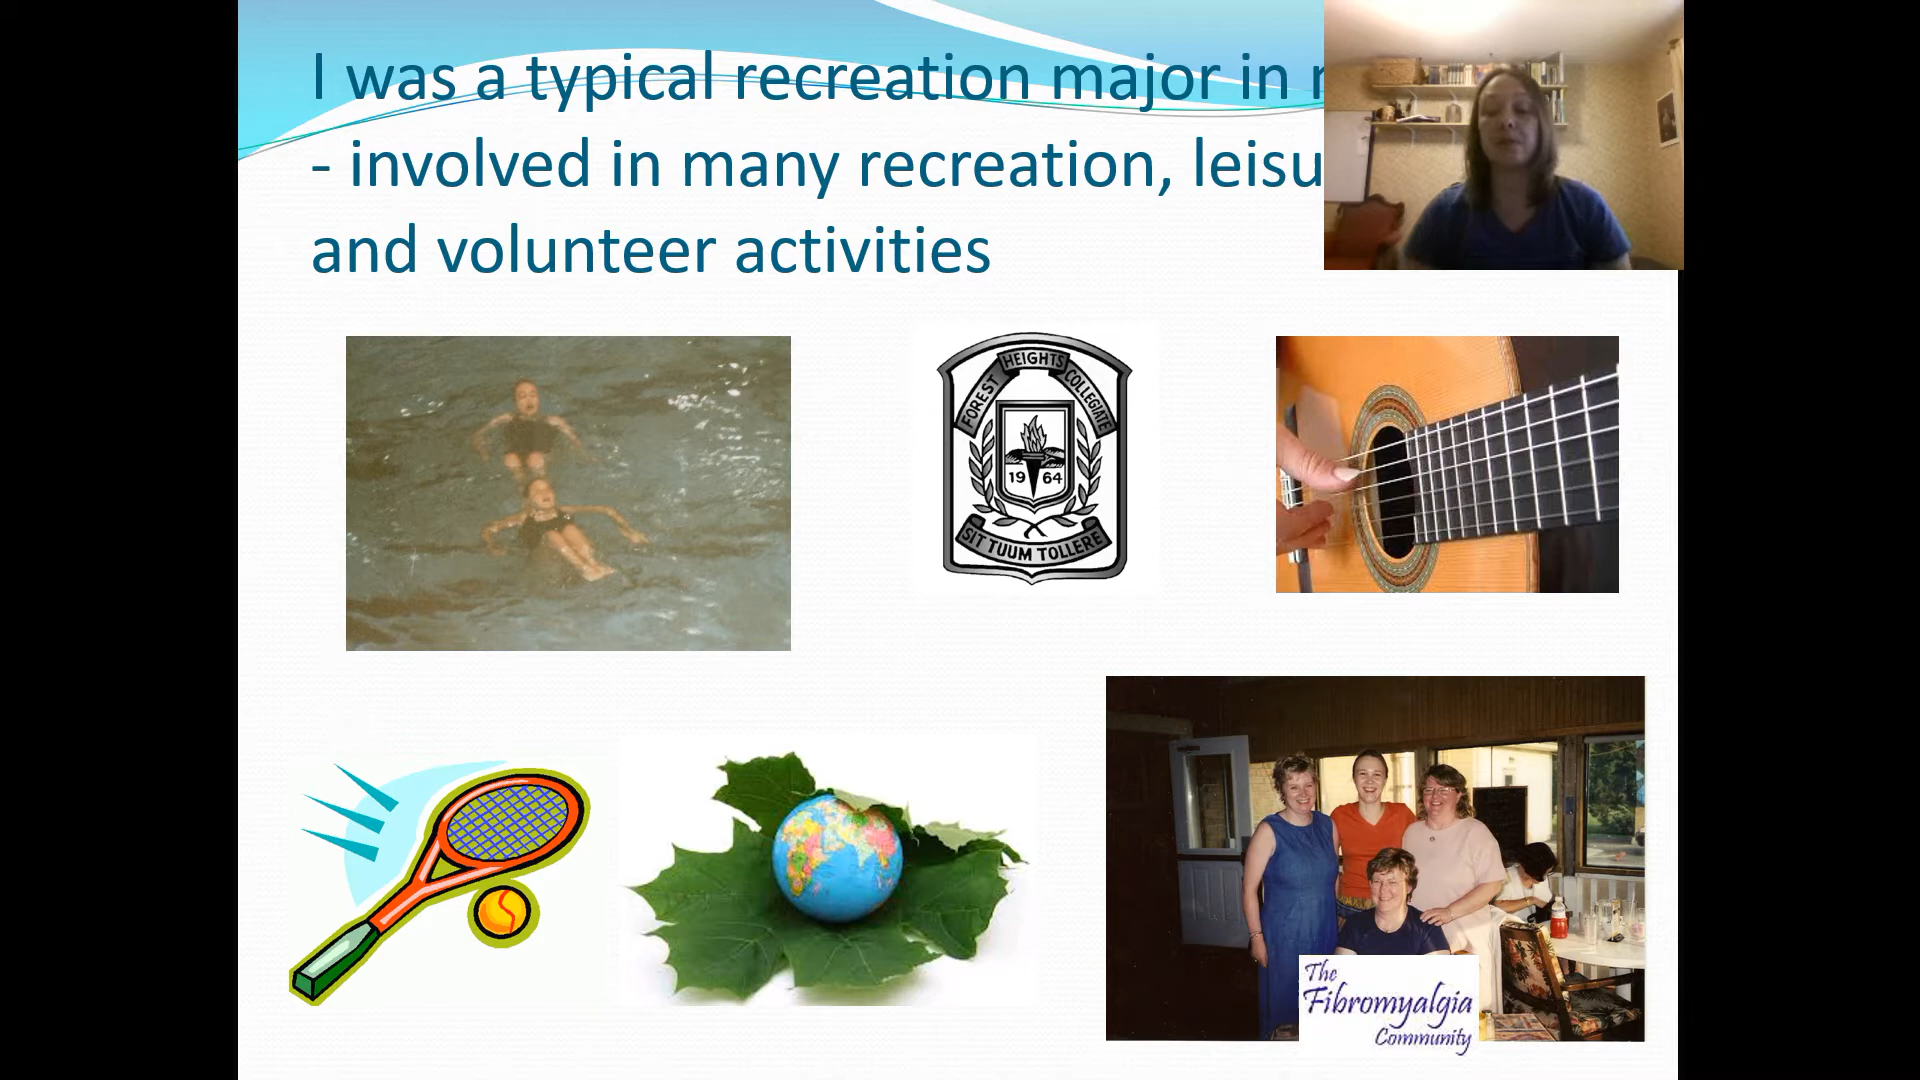 I was a typical recreation major in
- involved in many recreation, leisu
and volunteer activities
FOREST HEIGHTS COLLEGIATE
19 64
SIT TUUM TOLLERE
The
Fibromyalgia
Community